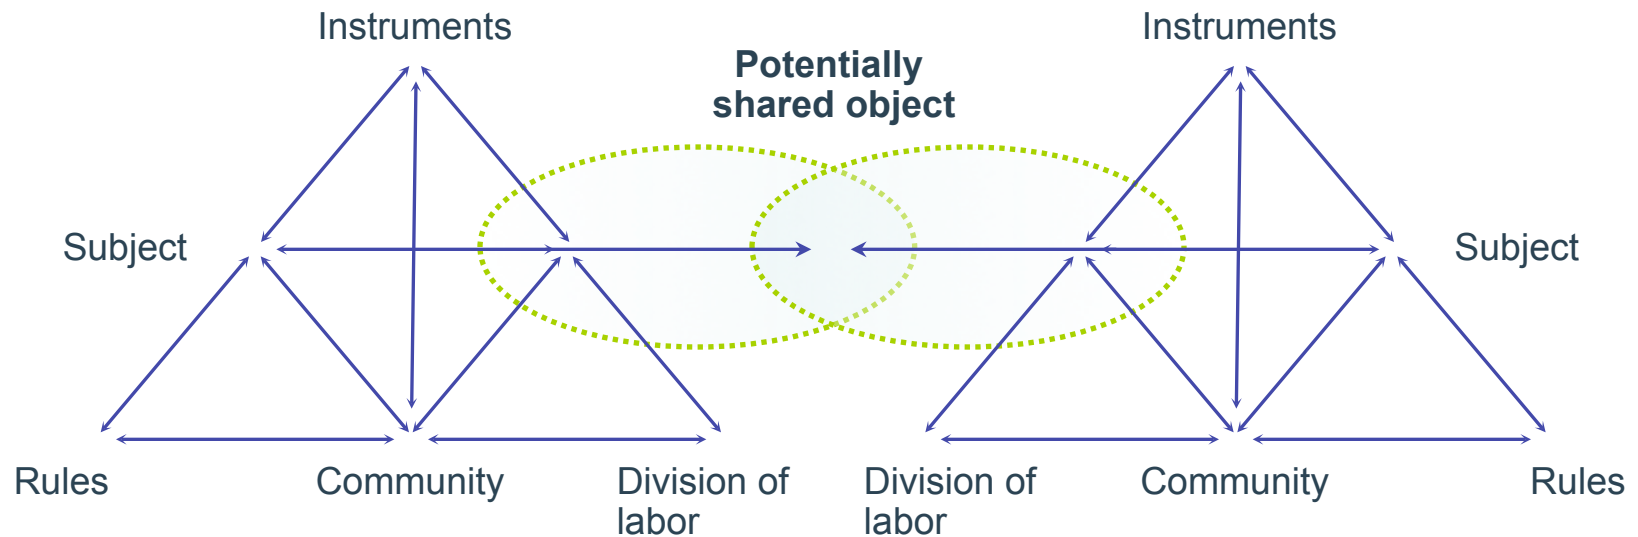 Instruments
Instruments
Potentially
shared object
Subject
Subject
Rules
Community
Division of
labor
Division of
labor
Community
Rules